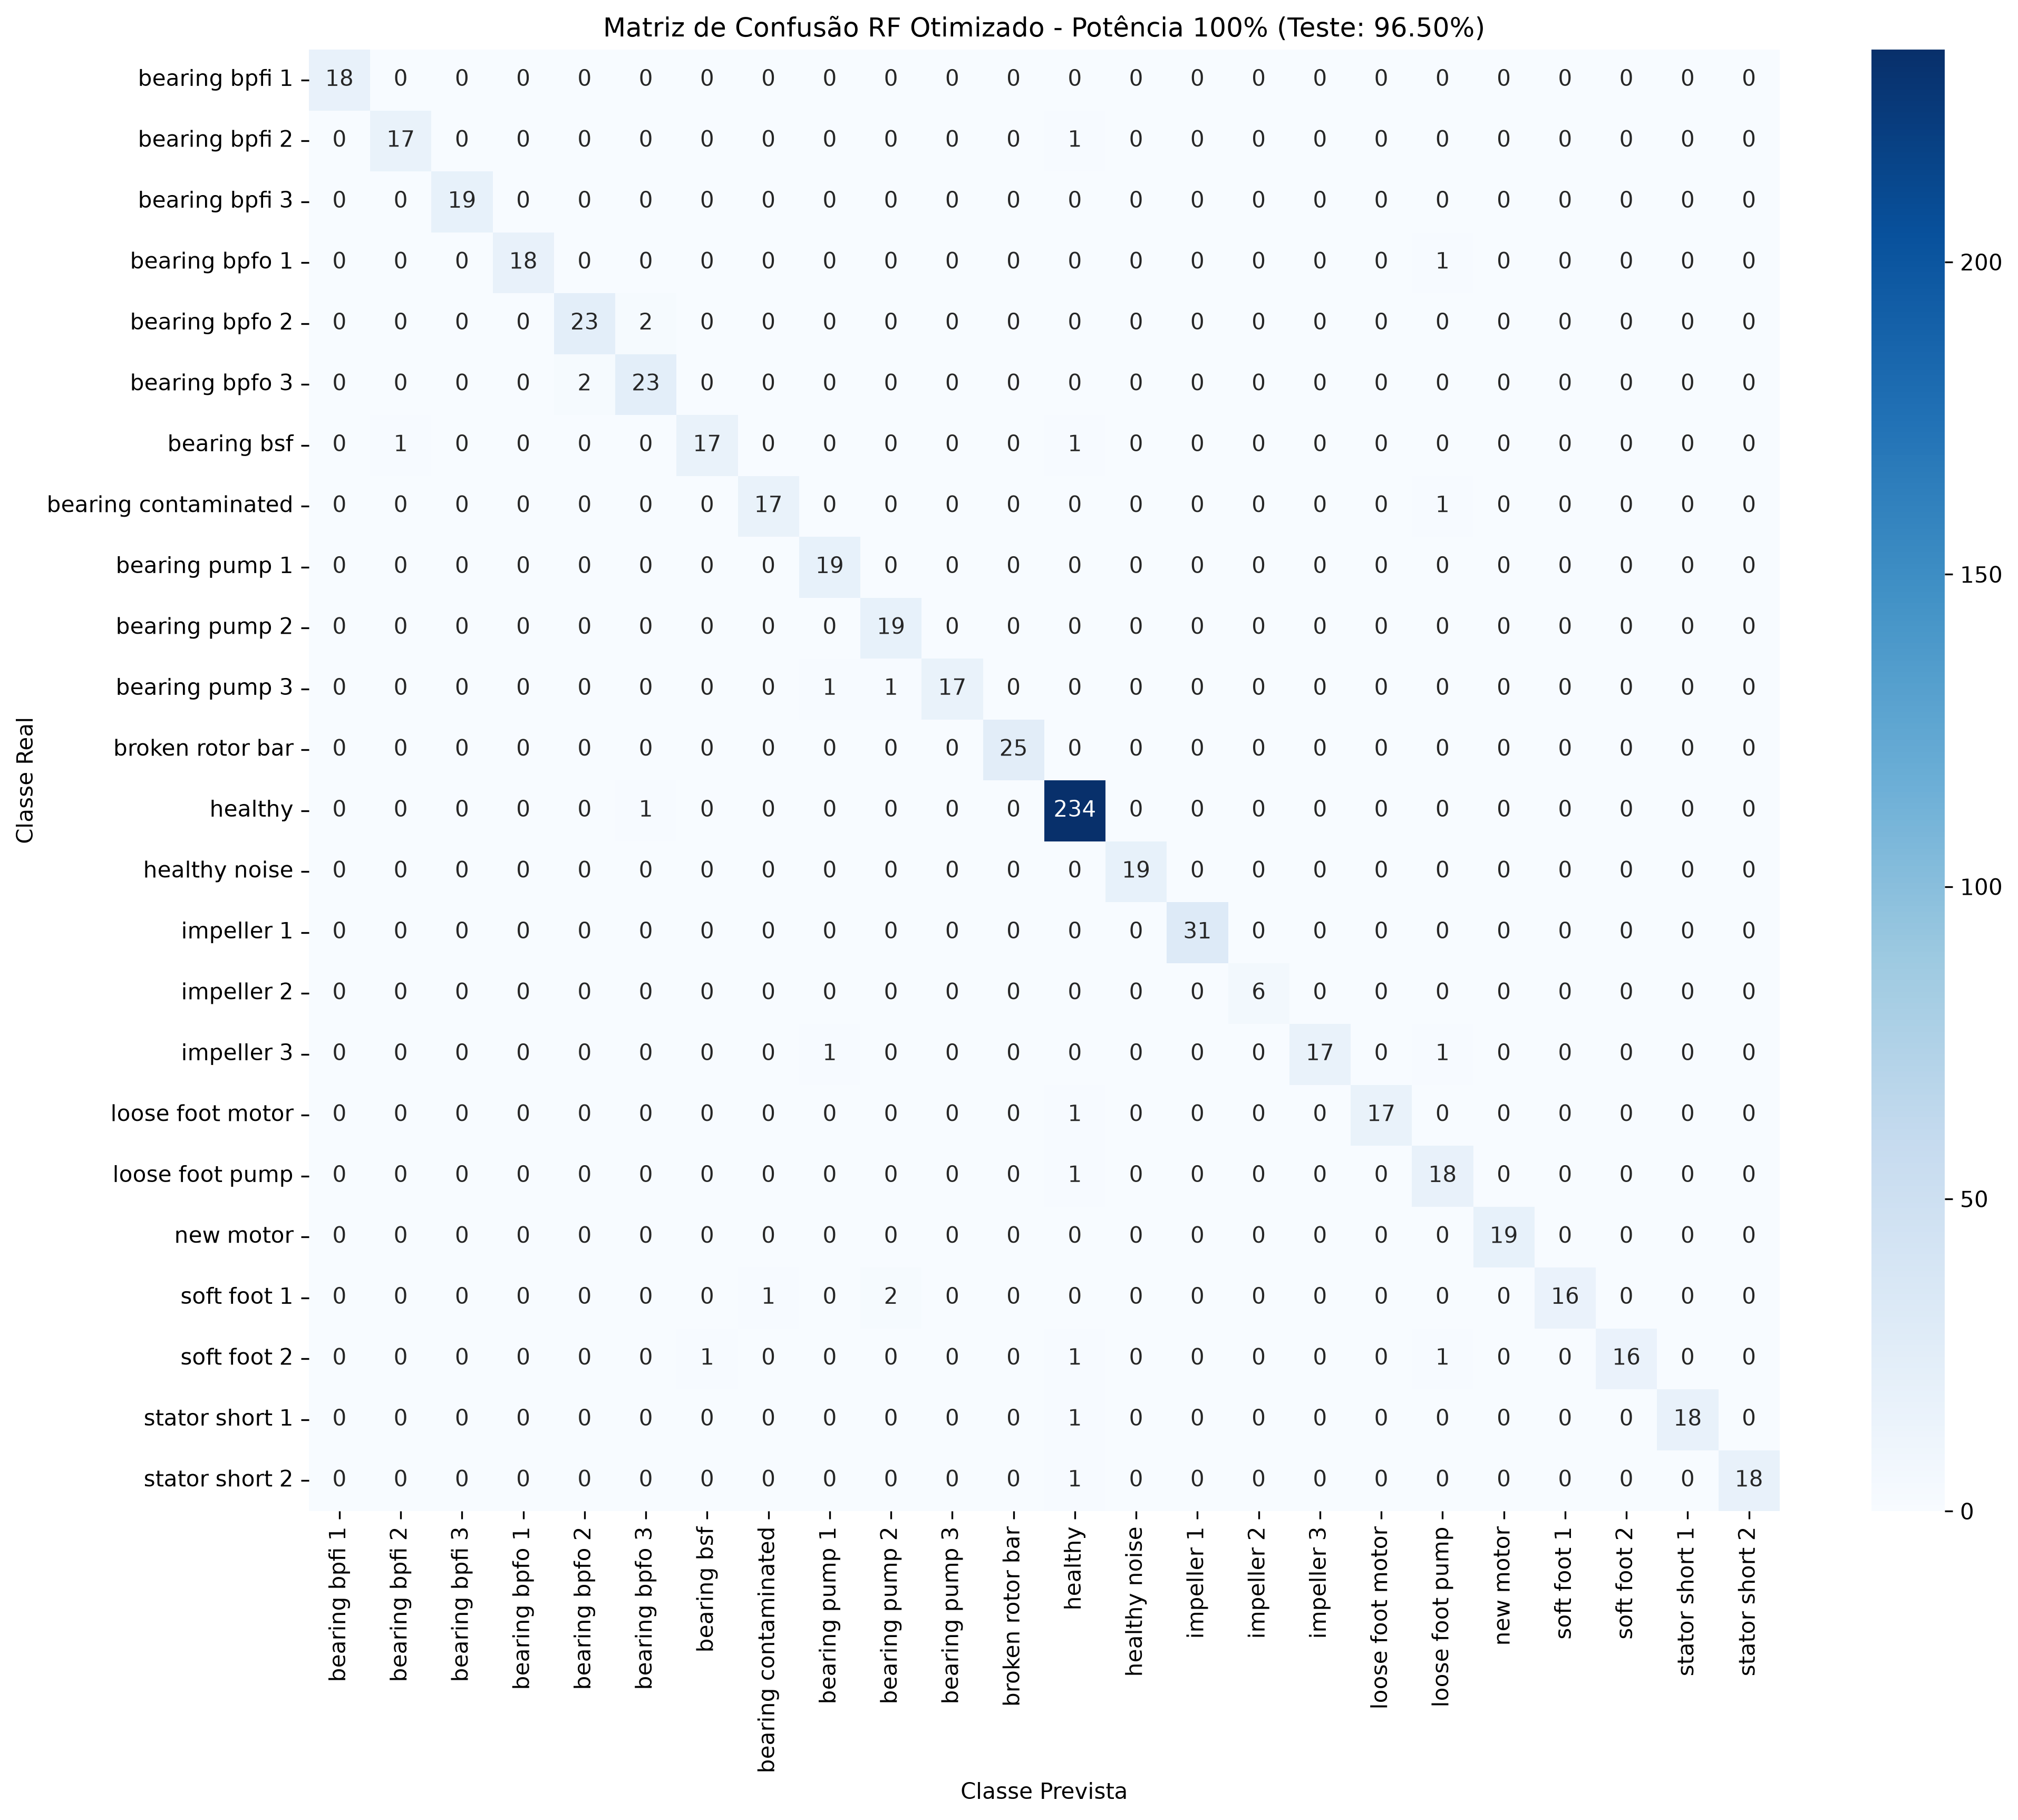 Matriz de Confusão RF Otimizado - Potência 100% (Teste: 96.50%)
bearing bpfi 1 18 0 0 0 0 0 0 0 0 0 0 0 0 0 0 0 0 0 0 0 0 0 0 0
bearing bpfi 2 0 17 0 0 0 0 0 0 0 0 0 0 1 0 0 0 0 0 0 0 0 0 0 0
bearing bpfi 3 0 0 19 0 0 0 0 0 0 0 0 0 0 0 0 0 0 0 0 0 0 0 0 0
bearing bpfo 1 0 0 0 18 0 0 0 0 0 0 0 0 0 0 0 0 0 0 1 0 0 0 0 0
bearing bpfo 2 0 0 0 0 23 2 0 0 0 0 0 0 0 0 0 0 0 0 0 0 0 0 0 0
bearing bpfo 3 0 0 0 0 2 23 0 0 0 0 0 0 0 0 0 0 0 0 0 0 0 0 0 0
bearing bsf 0 1 0 0 0 0 17 0 0 0 0 0 1 0 0 0 0 0 0 0 0 0 0 0
bearing contaminated 0 0 0 0 0 0 0 17 0 0 0 0 0 0 0 0 0 0 1 0 0 0 0 0
bearing pump 1 0 0 0 0 0 0 0 0 19 0 0 0 0 0 0 0 0 0 0 0 0 0 0 0
bearing pump 2 0 0 0 0 0 0 0 0 0 19 0 0 0 0 0 0 0 0 0 0 0 0 0 0
bearing pump 3 0 0 0 0 0 0 0 0 1 1 17 0 0 0 0 0 0 0 0 0 0 0 0 0
broken rotor bar 0 0 0 0 0 0 0 0 0 0 0 25 0 0 0 0 0 0 0 0 0 0 0 0
healthy 0 0 0 0 0 1 0 0 0 0 0 0 234 0 0 0 0 0 0 0 0 0 0 0
healthy noise 0 0 0 0 0 0 0 0 0 0 0 0 0 19 0 0 0 0 0 0 0 0 0 0
impeller 1 0 0 0 0 0 0 0 0 0 0 0 0 0 0 31 0 0 0 0 0 0 0 0 0
impeller 2 0 0 0 0 0 0 0 0 0 0 0 0 0 0 0 6 0 0 0 0 0 0 0 0
impeller 3 0 0 0 0 0 0 0 0 1 0 0 0 0 0 0 0 17 0 1 0 0 0 0 0
loose foot motor 0 0 0 0 0 0 0 0 0 0 0 0 1 0 0 0 0 17 0 0 0 0 0 0
loose foot pump 0 0 0 0 0 0 0 0 0 0 0 0 1 0 0 0 0 0 18 0 0 0 0 0
new motor 0 0 0 0 0 0 0 0 0 0 0 0 0 0 0 0 0 0 0 19 0 0 0 0
soft foot 1 0 0 0 0 0 0 0 1 0 2 0 0 0 0 0 0 0 0 0 0 16 0 0 0
soft foot 2 0 0 0 0 0 0 1 0 0 0 0 0 1 0 0 0 0 0 1 0 0 16 0 0
stator short 1 0 0 0 0 0 0 0 0 0 0 0 0 1 0 0 0 0 0 0 0 0 0 18 0
stator short 2 0 0 0 0 0 0 0 0 0 0 0 0 1 0 0 0 0 0 0 0 0 0 0 18
Classe Real
bearing bpfi 1
bearing bpfi 2
bearing bpfi 3
bearing bpfo 1
bearing bpfo 2
bearing bpfo 3
bearing bsf
bearing contaminated
bearing pump 1
bearing pump 2
bearing pump 3
broken rotor bar
healthy
healthy noise
impeller 1
impeller 2
impeller 3
loose foot motor
loose foot pump
new motor
soft foot 1
soft foot 2
stator short 1
stator short 2
Classe Prevista
200
150
100
50
0